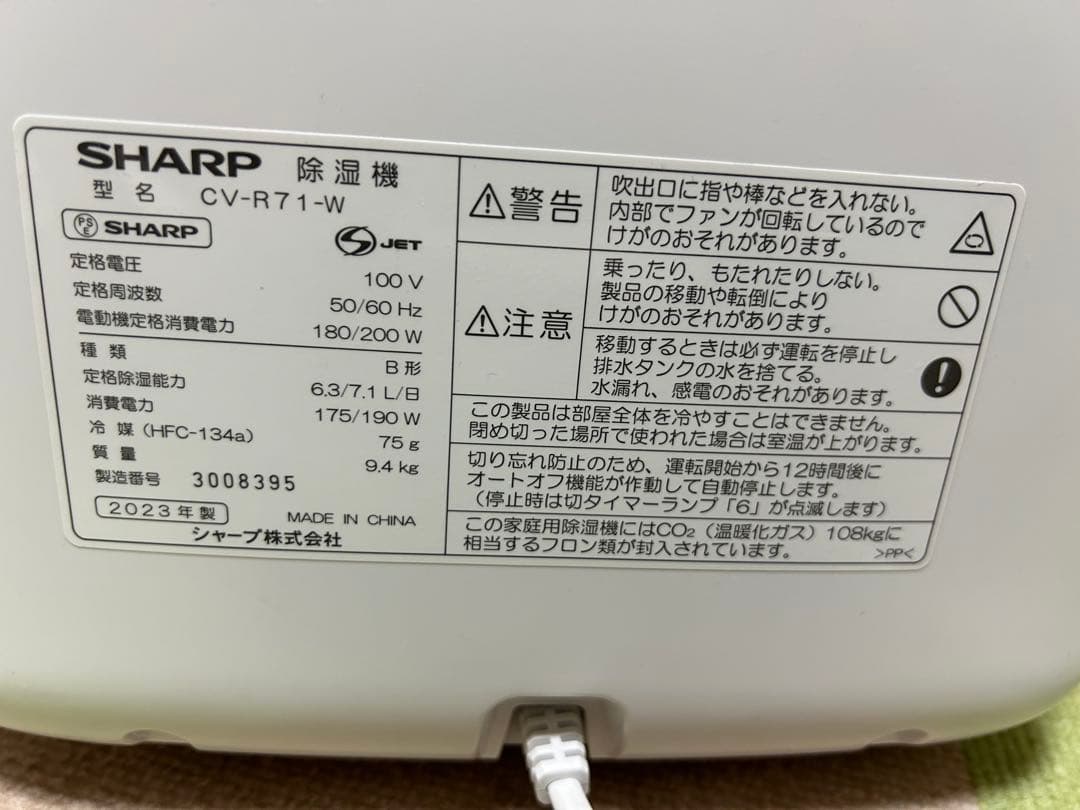 SHARP 除湿機
型名 CV-R71-W
PSE SHARP
JET
定格電圧 100 V
定格周波数 50/60 Hz
電動機定格消費電力 180/200 W
種類 B形
定格除湿能力 6.3/7.1 L/日
消費電力 175/190 W
冷媒 (HFC-134a) 75 g
質量 9.4 kg
製造番号 3008395
2023年製 MADE IN CHINA
シャープ株式会社
⚠警告
吹出口に指や棒などを入れない。
内部でファンが回転しているので
けがのおそれがあります。
⚠注意
乗ったり、もたれたりしない。
製品の移動や転倒により
けがのおそれがあります。
移動するときは必ず運転を停止し
排水タンクの水を捨てる。
水漏れ、感電のおそれがあります。
この製品は部屋全体を冷やすことはできません。
閉め切った場所で使われた場合は室温が上がります。
切り忘れ防止のため、運転開始から12時間後に
オートオフ機能が作動して自動停止します。
(停止時は切タイマーランプ「6」が点滅します)
この家庭用除湿機にはCO₂（温暖化ガス）108kgに
相当するフロン類が封入されています。
>PP<